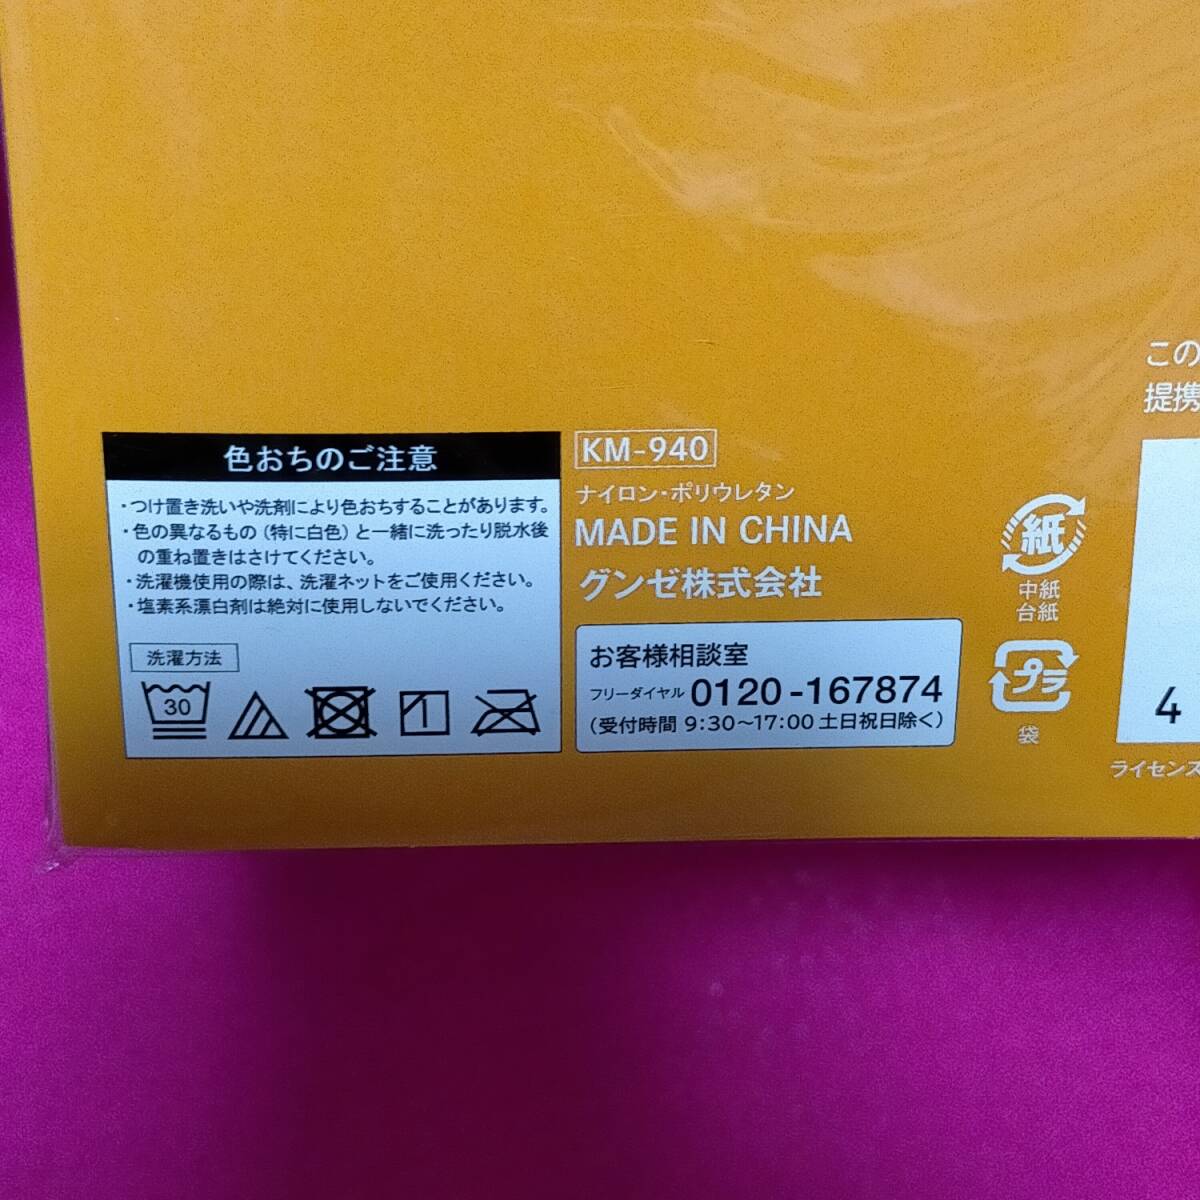 色おちのご注意
・つけ置き洗いや洗剤により色おちすることがあります。
・色の異なるもの（特に白色）と一緒に洗ったり脱水後
の重ね置きはさけてください。
・洗濯機使用の際は、洗濯ネットをご使用ください。
・塩素系漂白剤は絶対に使用しないでください。
洗濯方法
30
KM-940
ナイロン・ポリウレタン
MADE IN CHINA
グンゼ株式会社
お客様相談室
フリーダイヤル 0120-167874
（受付時間 9:30～17:00 土日祝日除く）
紙
中紙
台紙
プラ
袋
この
提携
4
ライセンス